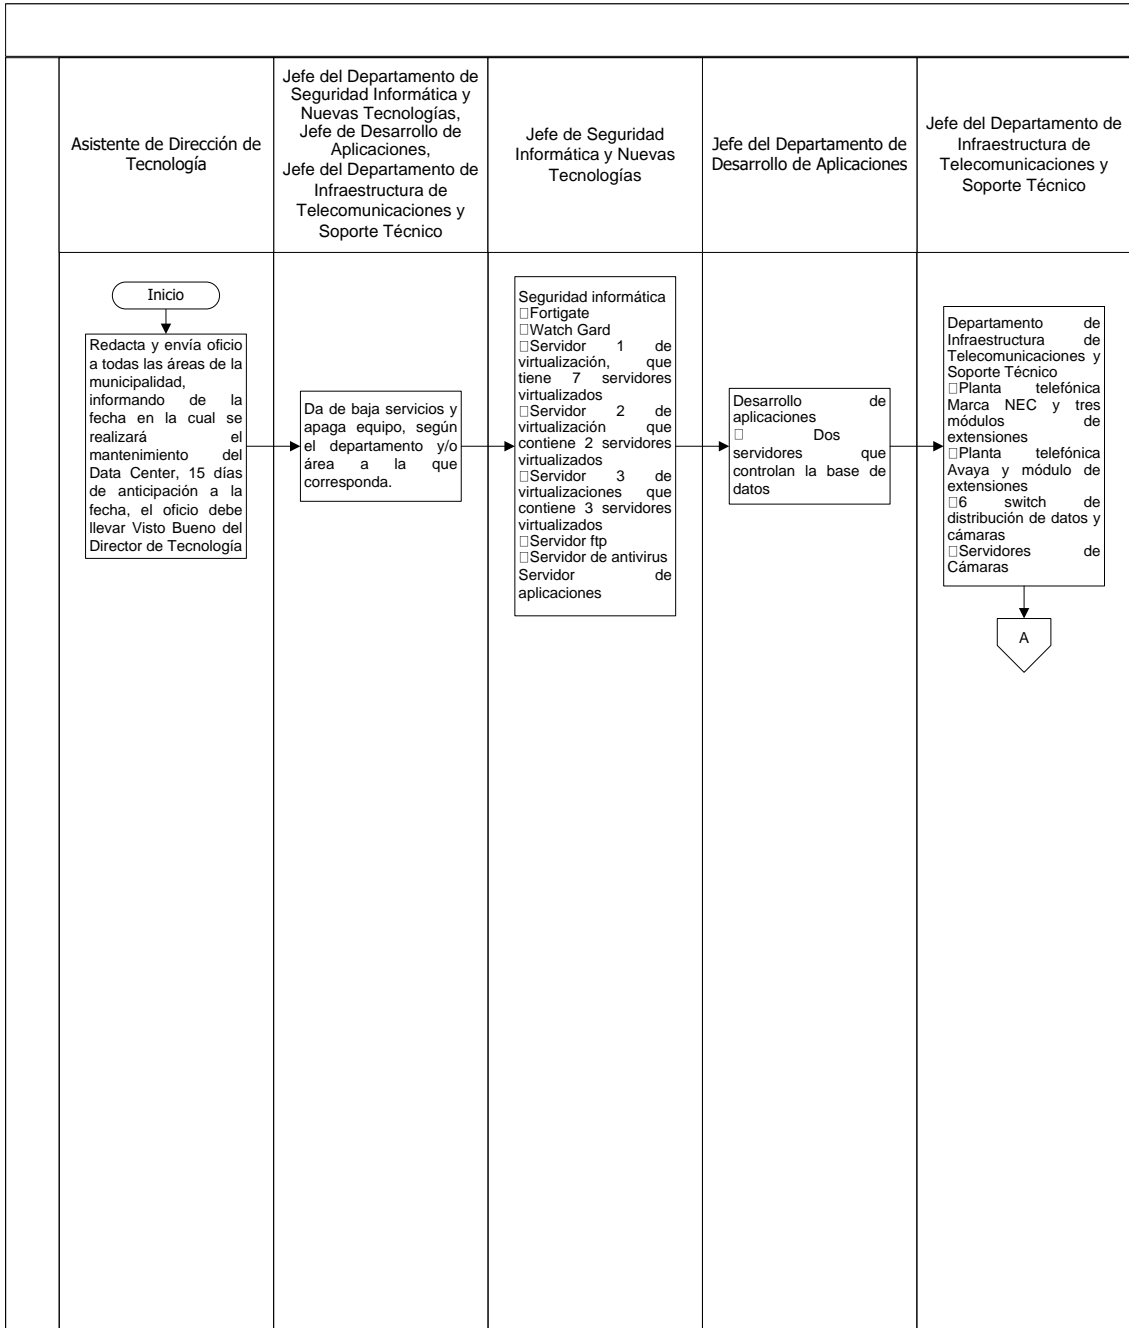 Asistente de Dirección de
Tecnología
Jefe del Departamento de
Seguridad Informática y
Nuevas Tecnologías,
Jefe de Desarrollo de
Aplicaciones,
Jefe del Departamento de
Infraestructura de
Telecomunicaciones y
Soporte Técnico
Jefe de Seguridad
Informática y Nuevas
Tecnologías
Jefe del Departamento de
Desarrollo de Aplicaciones
Jefe del Departamento de
Infraestructura de
Telecomunicaciones y
Soporte Técnico
Inicio
Redacta y envía oficio
a todas las áreas de la
municipalidad,
informando de la
fecha en la cual se
realizará el
mantenimiento del
Data Center, 15 días
de anticipación a la
fecha, el oficio debe
llevar Visto Bueno del
Director de Tecnología
Da de baja servicios y
apaga equipo, según
el departamento y/o
área a la que
corresponda.
Seguridad informática
□Fortigate
□Watch Gard
□Servidor 1 de
virtualización, que
tiene 7 servidores
virtualizados
□Servidor 2 de
virtualización que
contiene 2 servidores
virtualizados
□Servidor 3 de
virtualizaciones que
contiene 3 servidores
virtualizados
□Servidor ftp
□Servidor de antivirus
Servidor de
aplicaciones
Desarrollo de
aplicaciones
□ Dos
servidores que
controlan la base de
datos
Departamento de
Infraestructura de
Telecomunicaciones y
Soporte Técnico
□Planta telefónica
Marca NEC y tres
módulos de
extensiones
□Planta telefónica
Avaya y módulo de
extensiones
□6 switch de
distribución de datos y
cámaras
□Servidores de
Cámaras
A